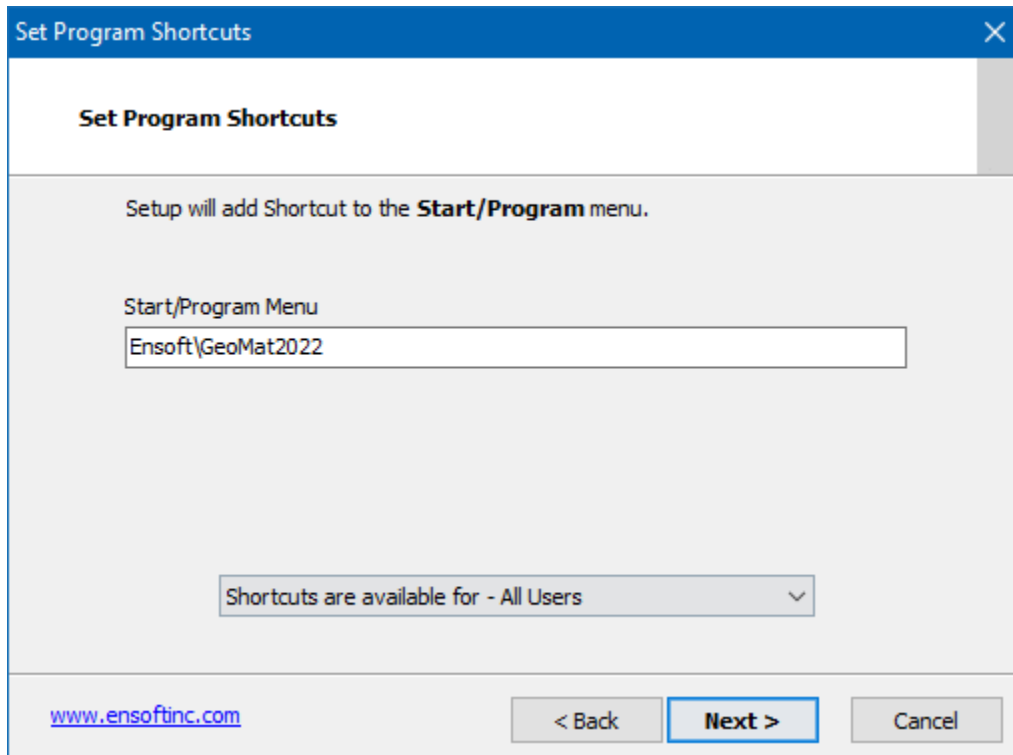 Set Program Shortcuts
Set Program Shortcuts
Setup will add Shortcut to the Start/Program menu.
Start/Program Menu
Ensoft\GeoMat2022
Shortcuts are available for - All Users
www.ensoftinc.com
< Back
Next >
Cancel